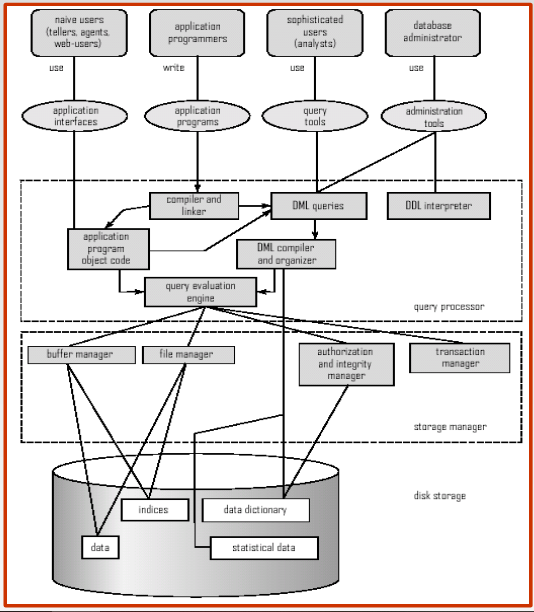 naive users
(tellers, agents,
web-users)
application
programmers
sophisticated
users
(analysts)
database
administrator
use
write
use
use
application
interfaces
application
programs
query
tools
administration
tools
compiler and
linker
DML queries
DDL interpreter
application
program
object code
DML compiler
and organizer
query evaluation
engine
query processor
buffer manager
file manager
authorization
and integrity
manager
transaction
manager
storage manager
disk storage
indices
data dictionary
data
statistical data